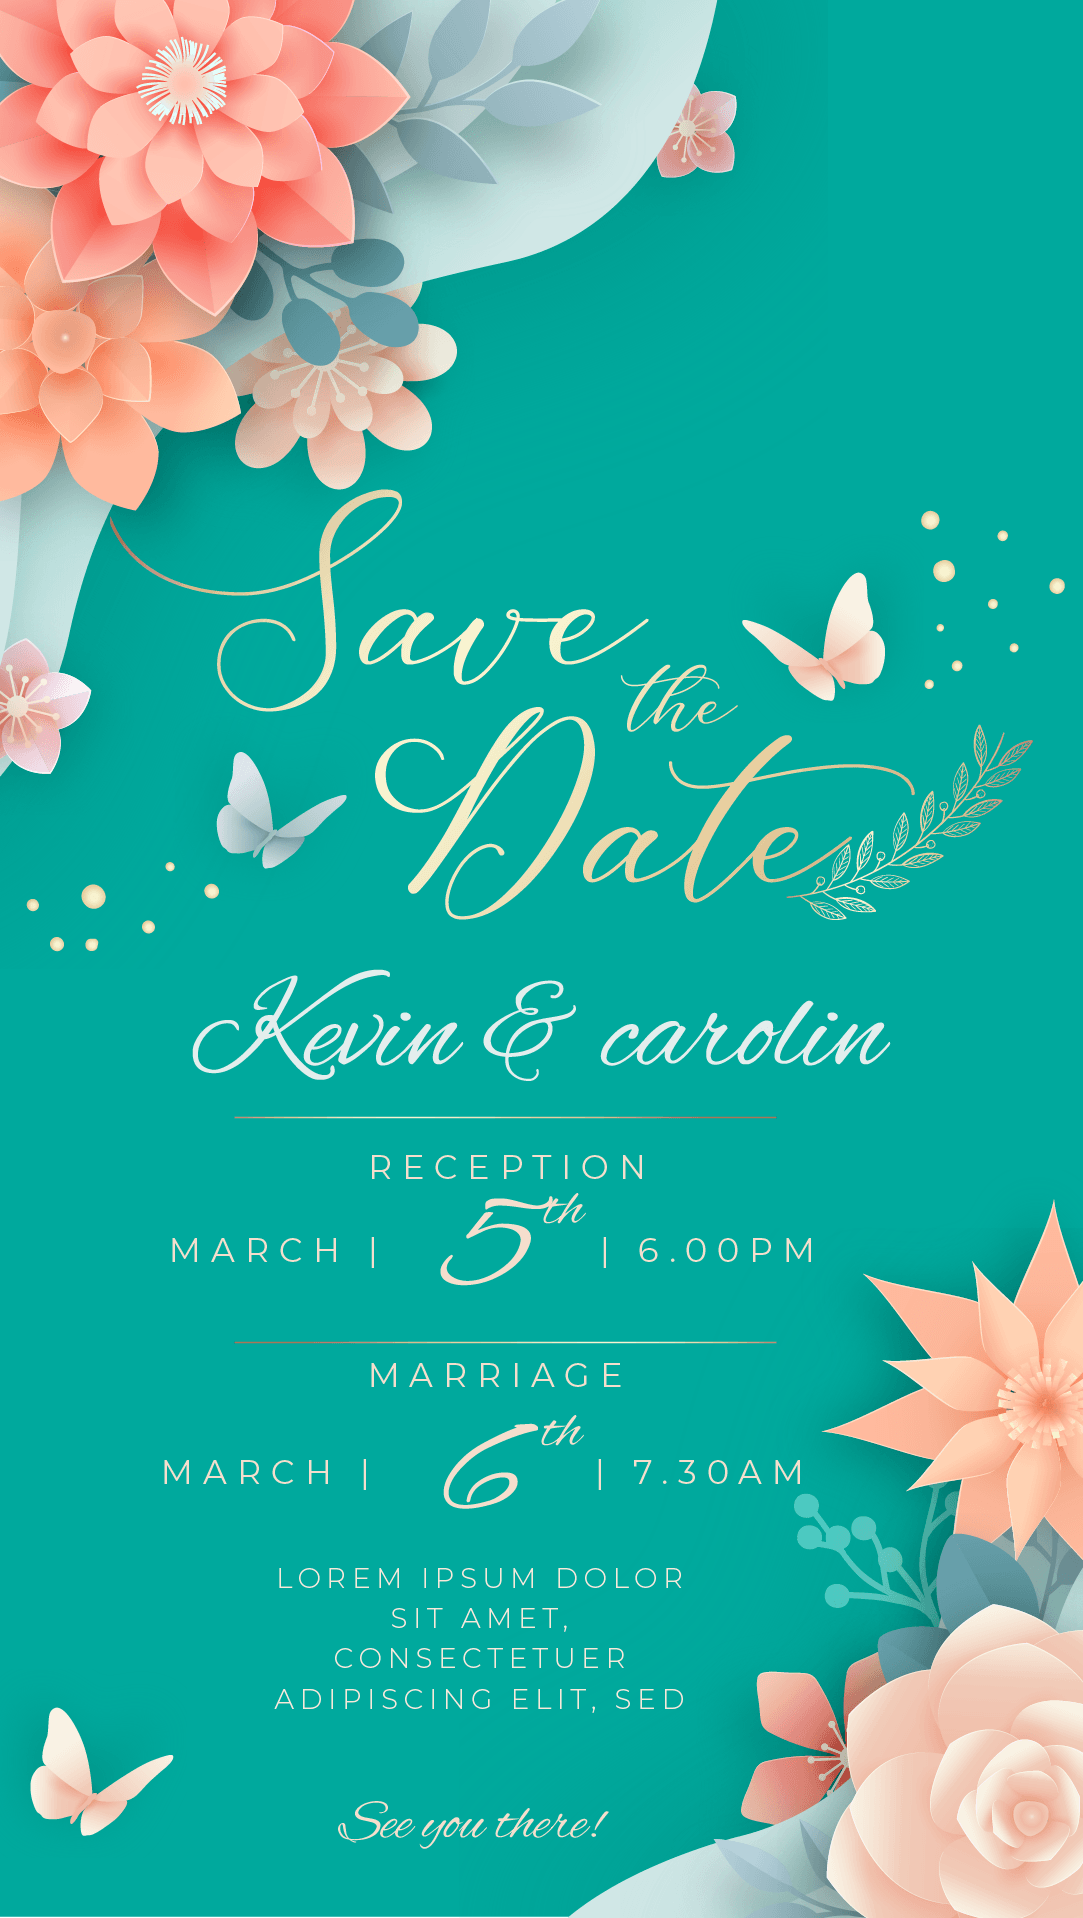 Save
the
Date
Kevin & carolin
RECEPTION
MARCH | 5th | 6.00PM
MARRIAGE
MARCH | 6th | 7.30AM
LOREM IPSUM DOLOR
SIT AMET,
CONSECTETUER
ADIPISCING ELIT, SED
See you there!